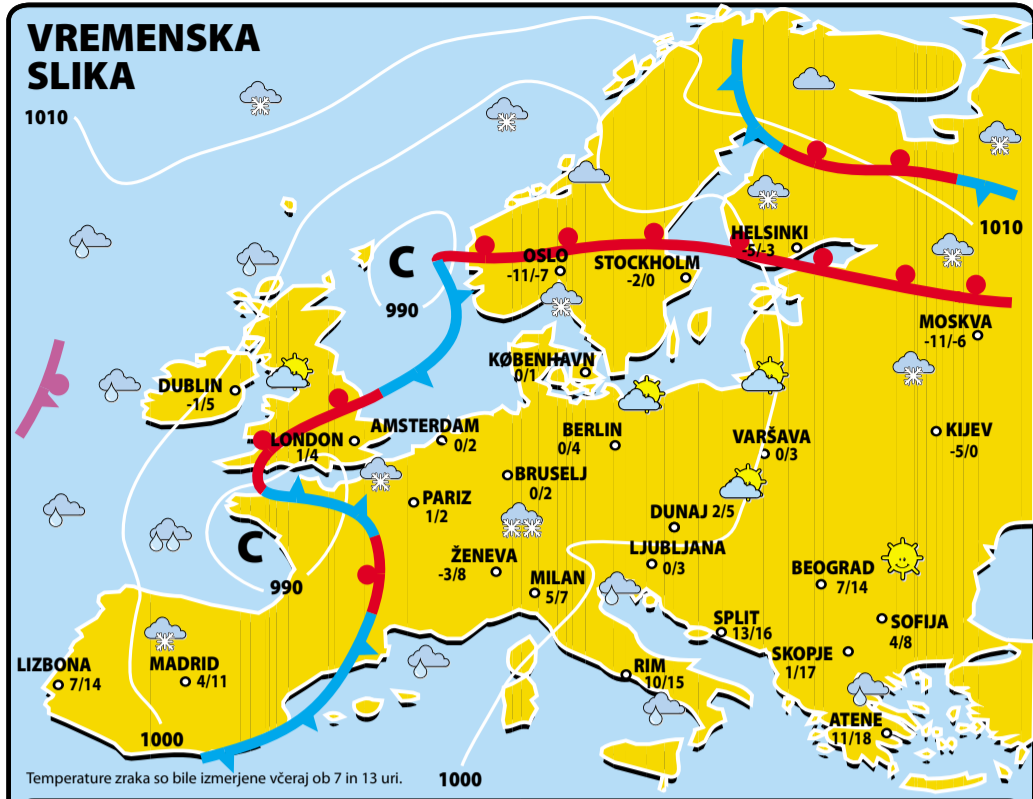 VREMENSKA
SLIKA
1010
1010
C
990
HELSINKI
-5/-3
OSLO
-11/-7
STOCKHOLM
-2/0
MOSKVA
-11/-6
KØBENHAVN
0/1
DUBLIN
-1/5
LONDON
1/4
AMSTERDAM
0/2
BERLIN
0/4
VARŠAVA
0/3
KIJEV
-5/0
BRUSELJ
0/2
PARIZ
1/2
DUNAJ 2/5
C
990
ŽENEVA
-3/8
LJUBLJANA
0/3
MILAN
5/7
BEOGRAD
7/14
SPLIT
13/16
SOFIJA
4/8
SKOPJE
1/17
LIZBONA
7/14
MADRID
4/11
RIM
10/15
ATENE
11/18
1000
1000
Temperature zraka so bile izmerjene včeraj ob 7 in 13 uri.